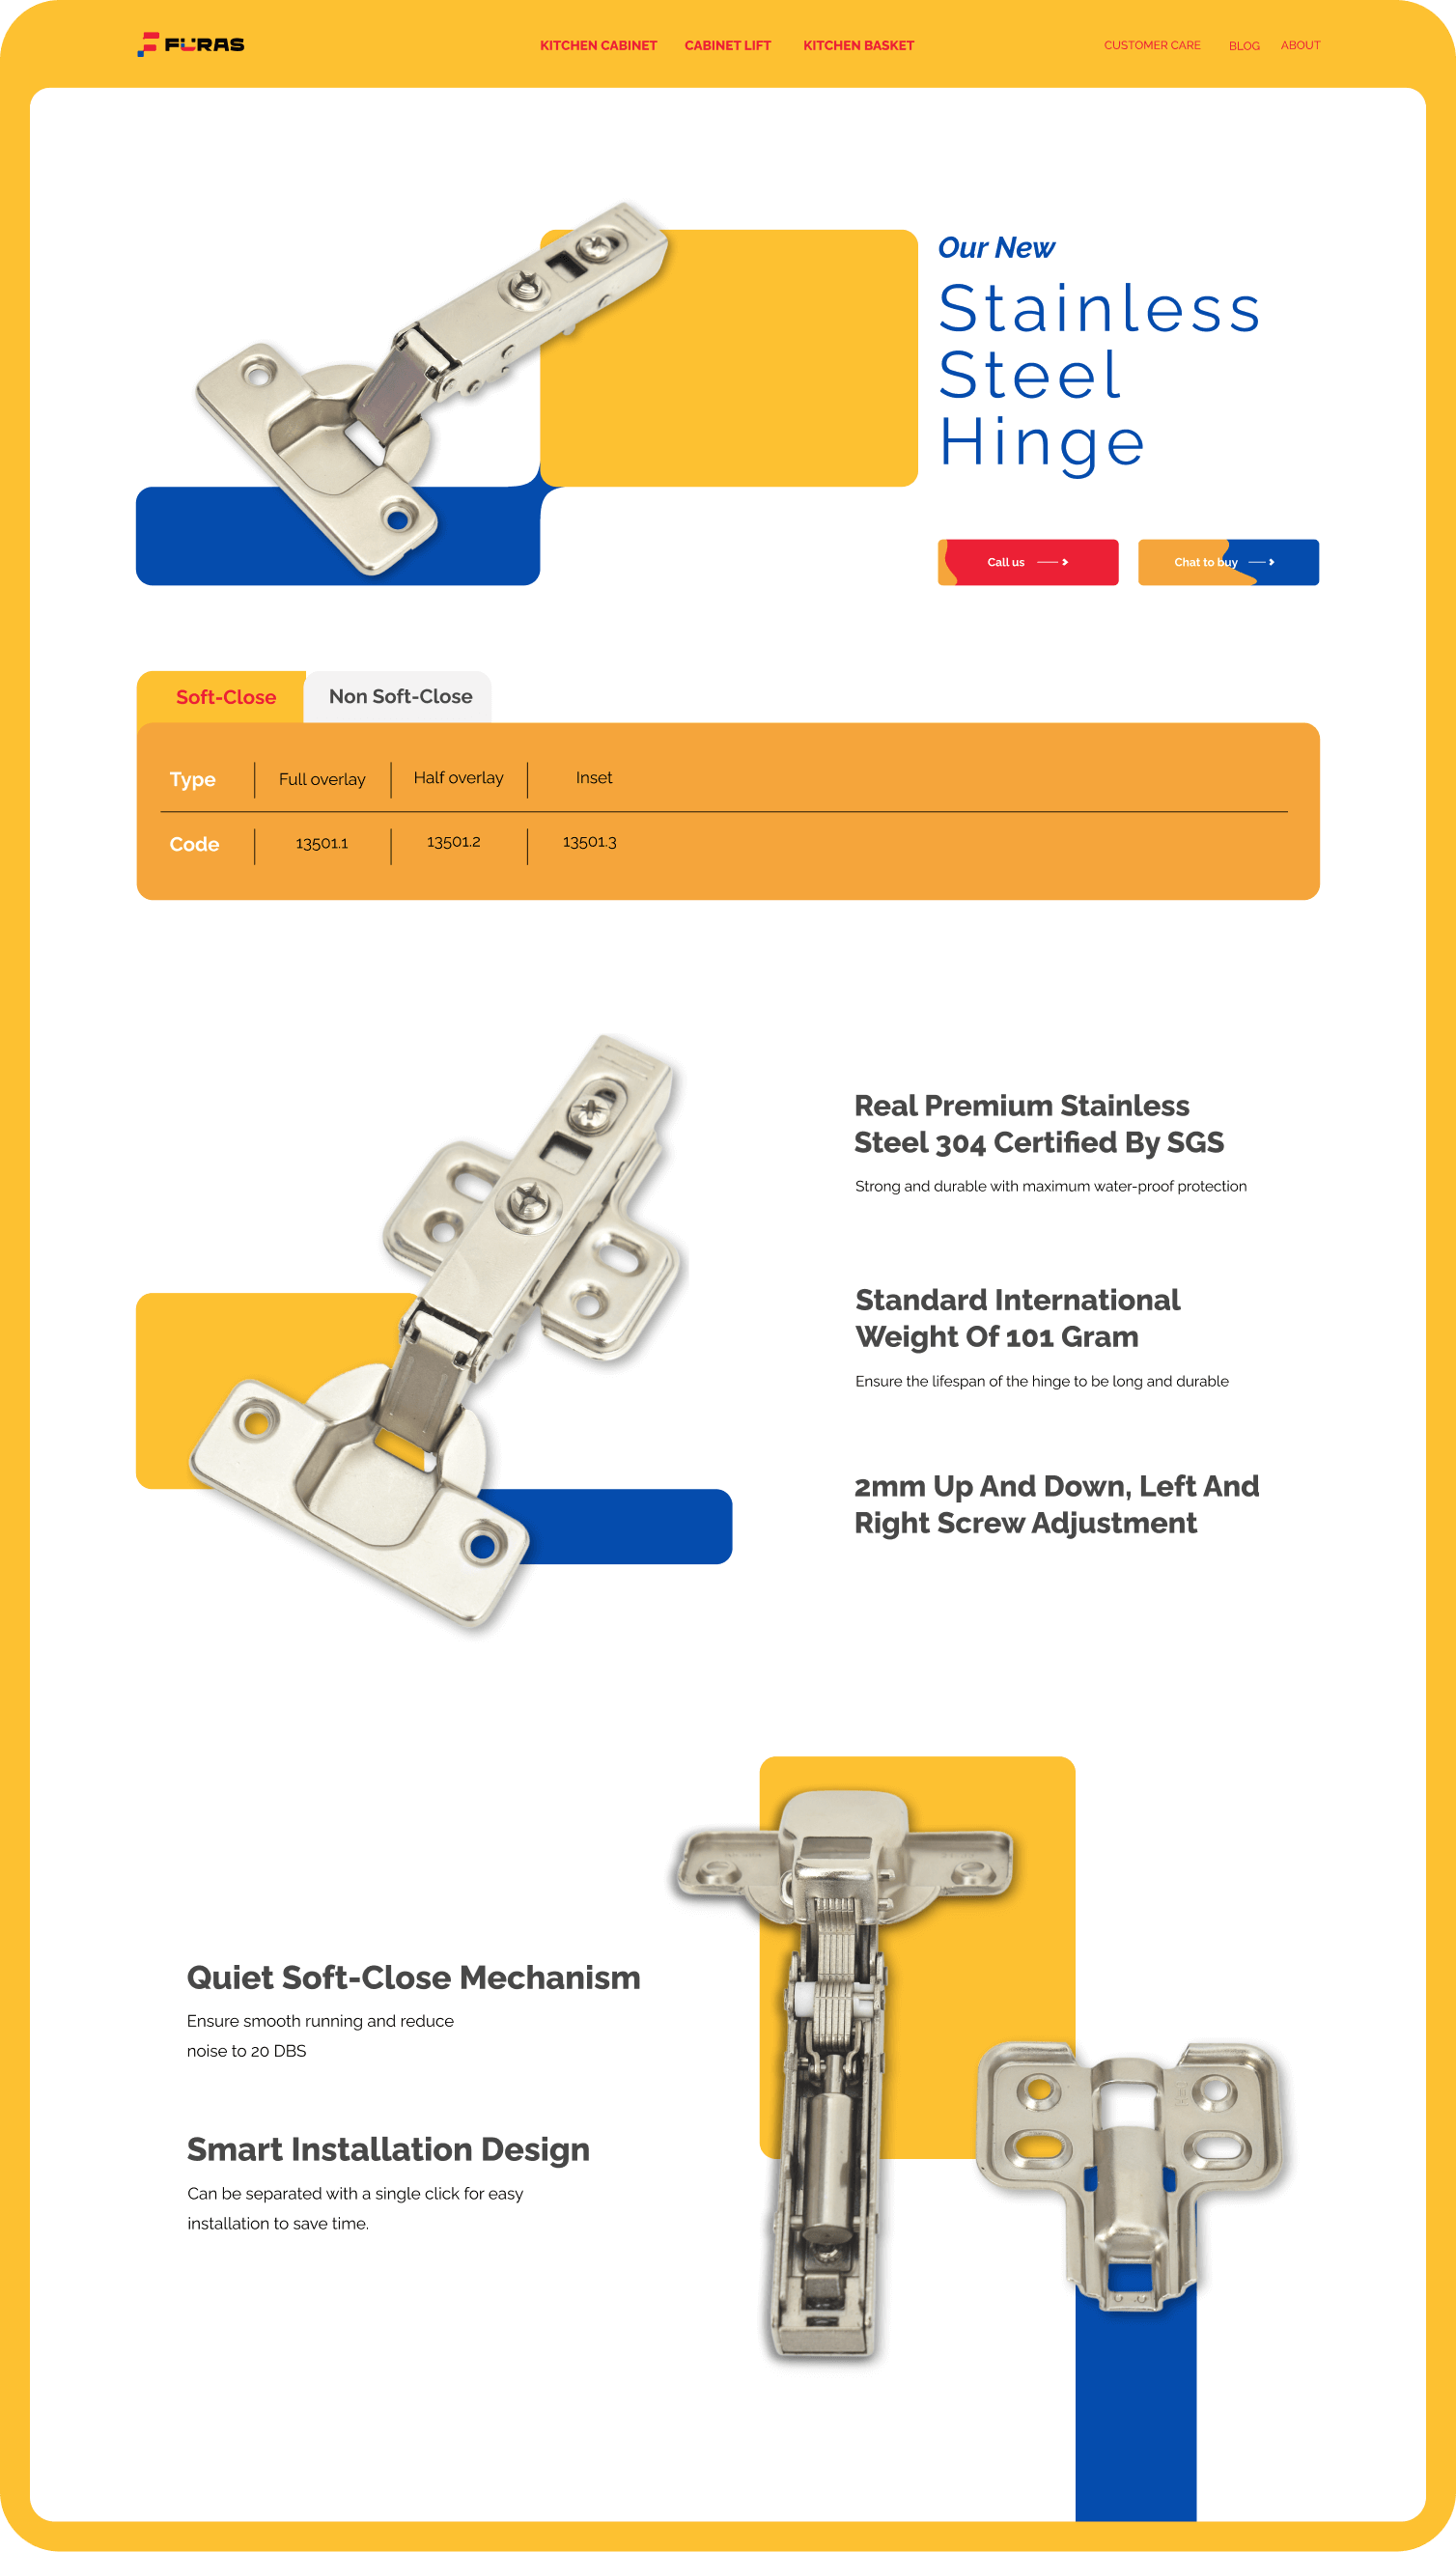 FURAS
KITCHEN CABINET
CABINET LIFT
KITCHEN BASKET
CUSTOMER CARE
BLOG
ABOUT
Our New
Stainless
Steel
Hinge
Call us
Chat to buy
Soft-Close
Non Soft-Close
Type Full overlay Half overlay Inset
Code 13501.1 13501.2 13501.3
Real Premium Stainless
Steel 304 Certified By SGS
Strong and durable with maximum water-proof protection
Standard International
Weight Of 101 Gram
Ensure the lifespan of the hinge to be long and durable
2mm Up And Down, Left And
Right Screw Adjustment
Quiet Soft-Close Mechanism
Ensure smooth running and reduce
noise to 20 DBS
Smart Installation Design
Can be separated with a single click for easy
installation to save time.